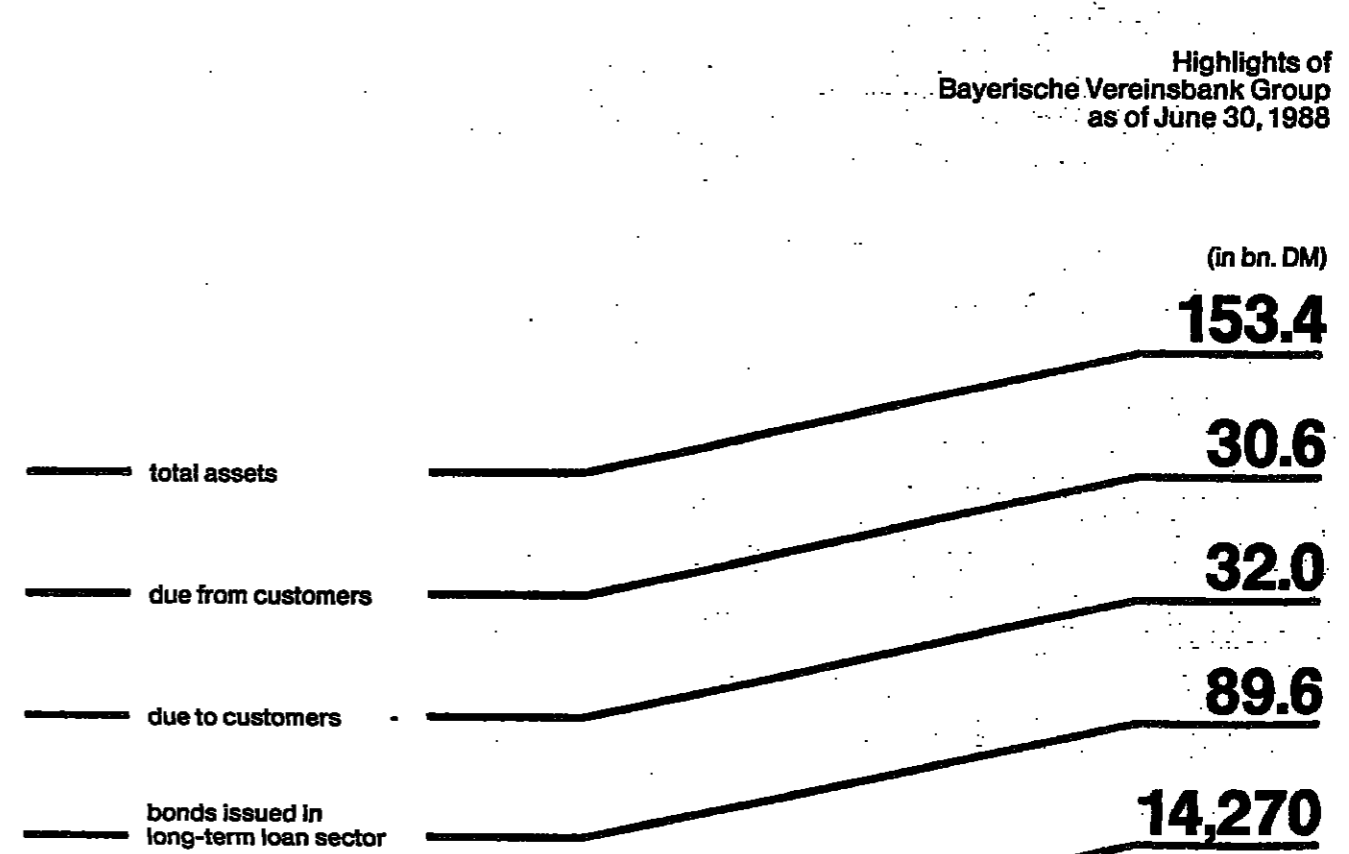 Highlights of
Bayerische Vereinsbank Group
as of June 30, 1988
(in bn. DM)
153.4
total assets
30.6
due from customers
32.0
due to customers
89.6
bonds issued in
long-term loan sector
14,270